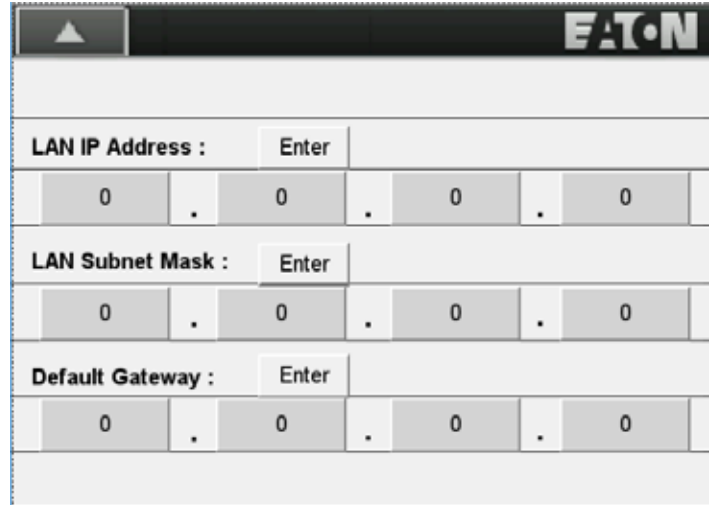 EATON
LAN IP Address : Enter
0 . 0 . 0 . 0
LAN Subnet Mask : Enter
0 . 0 . 0 . 0
Default Gateway : Enter
0 . 0 . 0 . 0